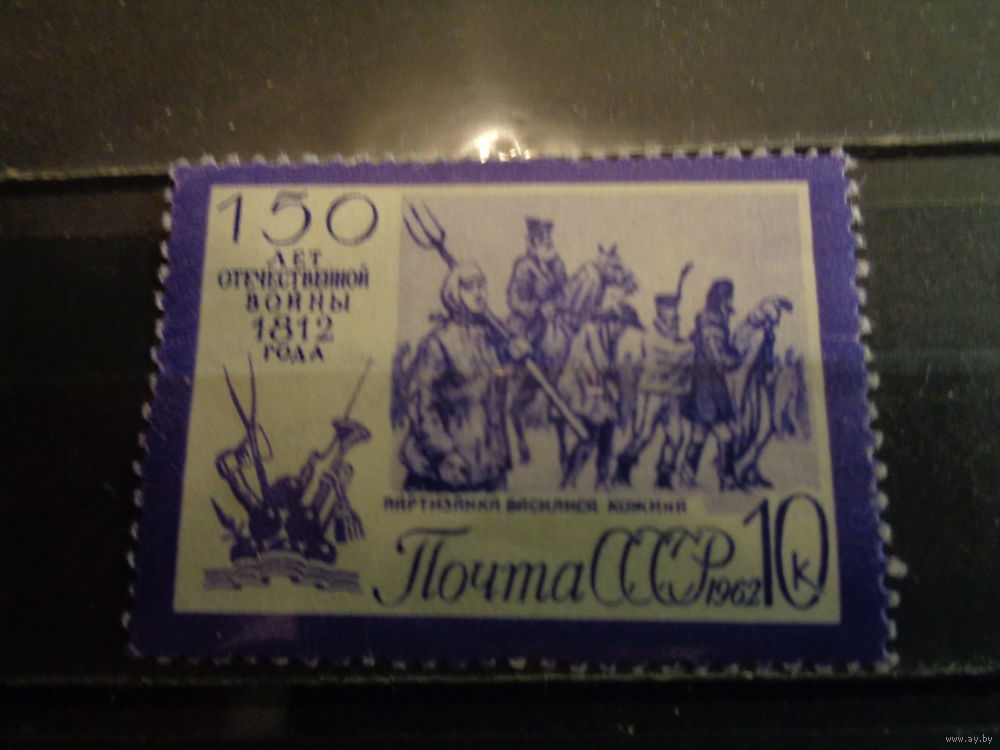 150
ЛЕТ
ОТЕЧЕСТВЕННОЙ
ВОЙНЫ
1812
ГОДА
ПАРТИЗАНКА ВАСИЛИСА КОЖИНА
Почта СССР 1962 10 К
www.ay.by